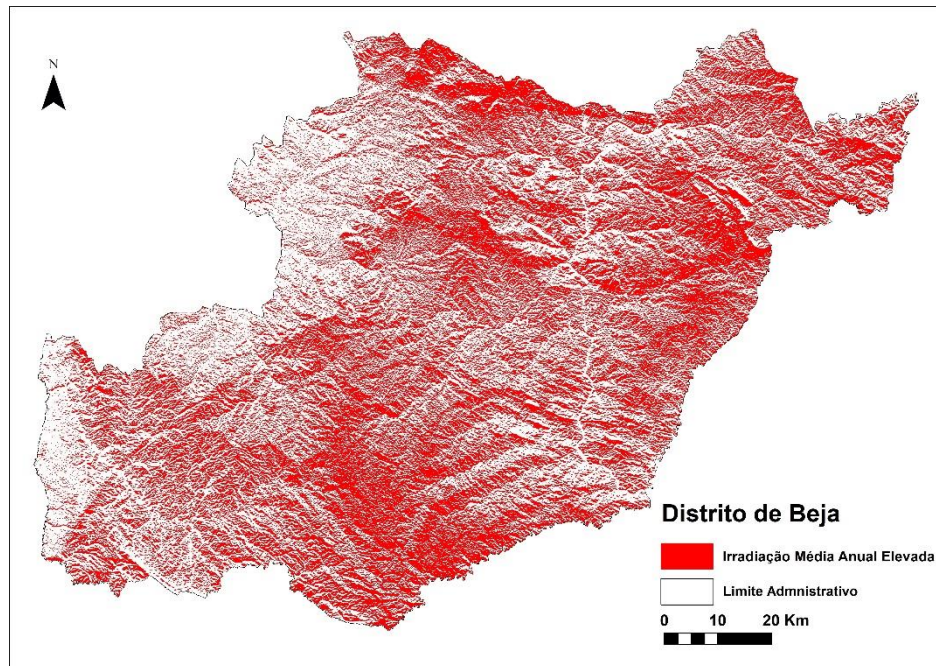 N
Distrito de Beja
Irradiação Média Anual Elevada
Limite Admnistrativo
0 10 20 Km